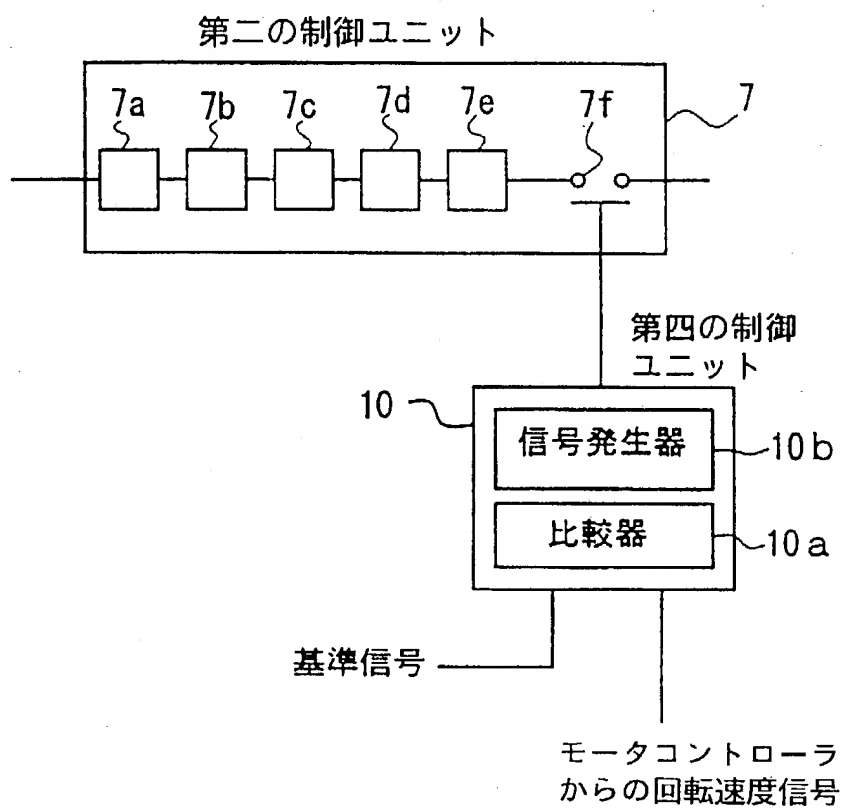 第二の制御ユニット
7a 7b 7c 7d 7e 7f 7
第四の制御
ユニット
10
信号発生器
10b
比較器
10a
基準信号
モータコントローラ
からの回転速度信号